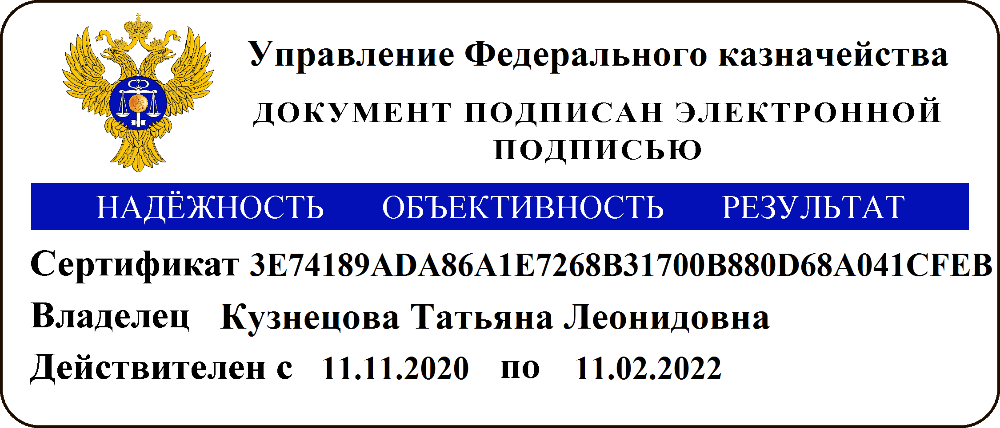 Управление Федерального казначейства
ДОКУМЕНТ ПОДПИСАН ЭЛЕКТРОННОЙ
ПОДПИСЬЮ
НАДЁЖНОСТЬ ОБЪЕКТИВНОСТЬ РЕЗУЛЬТАТ
Сертификат 3E74189ADA86A1E7268B31700B880D68A041CFEB
Владелец Кузнецова Татьяна Леонидовна
Действителен с 11.11.2020 по 11.02.2022